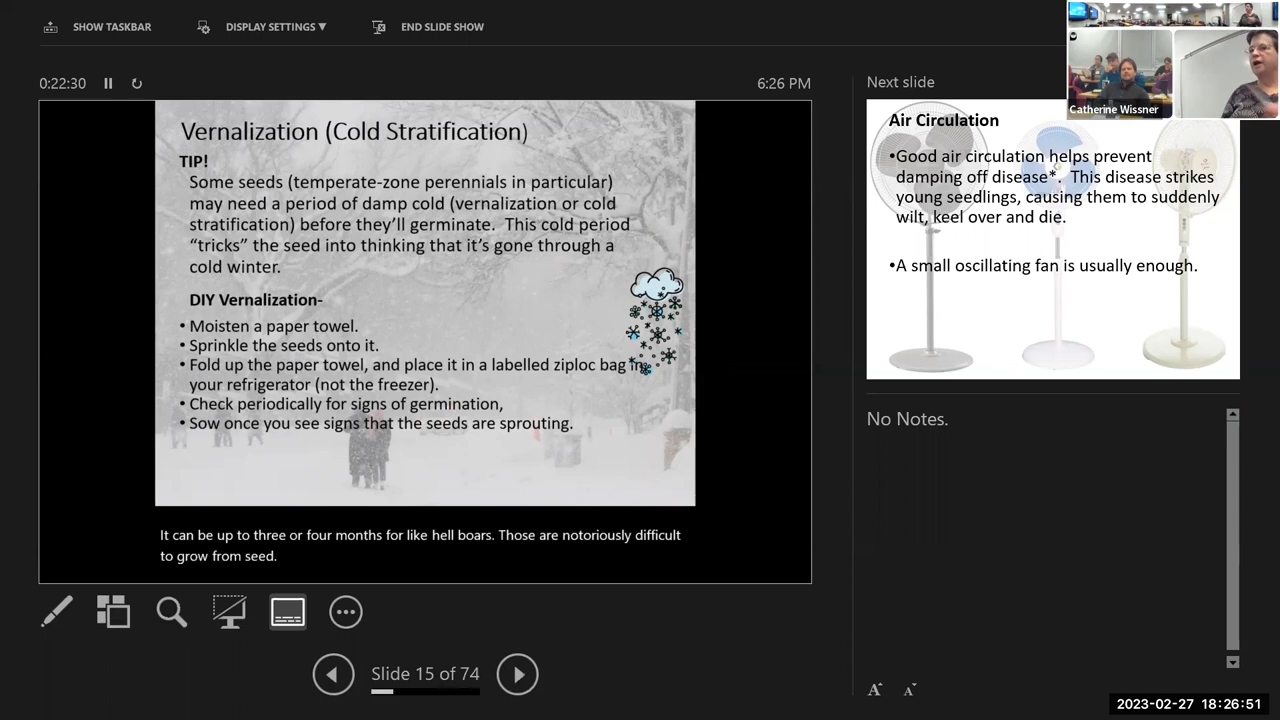 SHOW TASKBAR
DISPLAY SETTINGS ▼
END SLIDE SHOW
0:22:30
6:26 PM
Vernalization (Cold Stratification)
TIP!
Some seeds (temperate-zone perennials in particular)
may need a period of damp cold (vernalization or cold
stratification) before they'll germinate. This cold period
"tricks" the seed into thinking that it's gone through a
cold winter.
DIY Vernalization-
• Moisten a paper towel.
• Sprinkle the seeds onto it.
• Fold up the paper towel, and place it in a labelled ziploc bag in
your refrigerator (not the freezer).
• Check periodically for signs of germination,
• Sow once you see signs that the seeds are sprouting.
It can be up to three or four months for like hell boars. Those are notoriously difficult
to grow from seed.
Slide 15 of 74
Next slide
Catherine Wissner
Air Circulation
•Good air circulation helps prevent
damping off disease*. This disease strikes
young seedlings, causing them to suddenly
wilt, keel over and die.
•A small oscillating fan is usually enough.
No Notes.
A A
2023-02-27 18:26:51